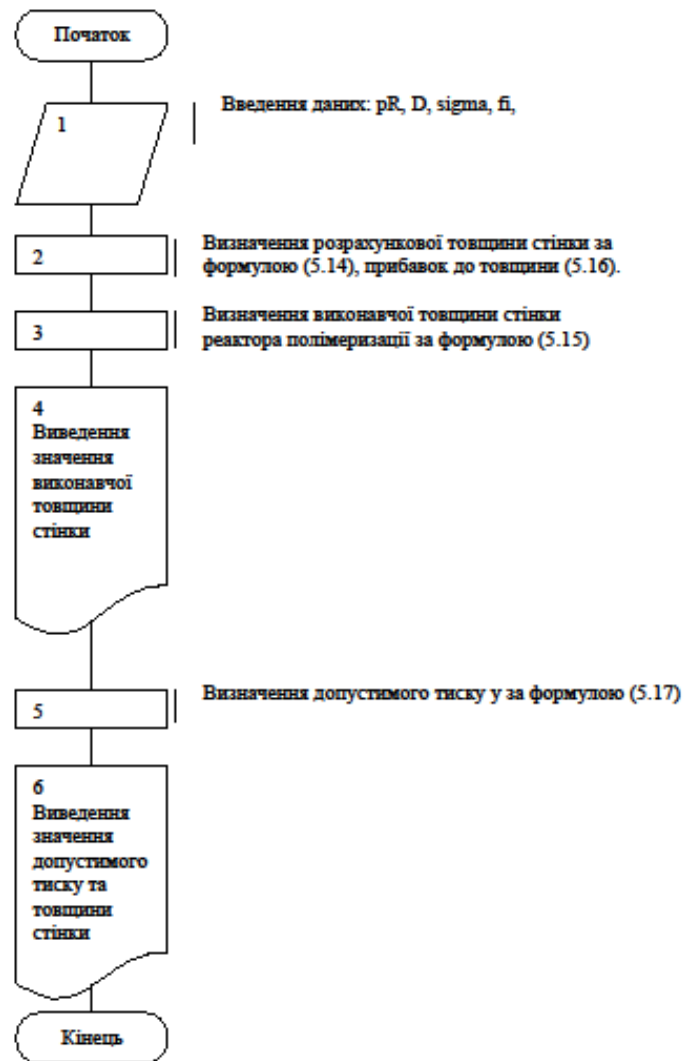 Початок
1
Введення даних: pR, D, sigma, fi,
2
Визначення розрахункової товщини стінки за
формулою (5.14), прибавок до товщини (5.16).
3
Визначення виконавчої товщини стінки
реактора полімеризації за формулою (5.15)
4
Виведення
значення
виконавчої
товщини
стінки
5
Визначення допустимого тиску у за формулою (5.17)
6
Виведення
значення
допустимого
тиску та
товщини
стінки
Кінець